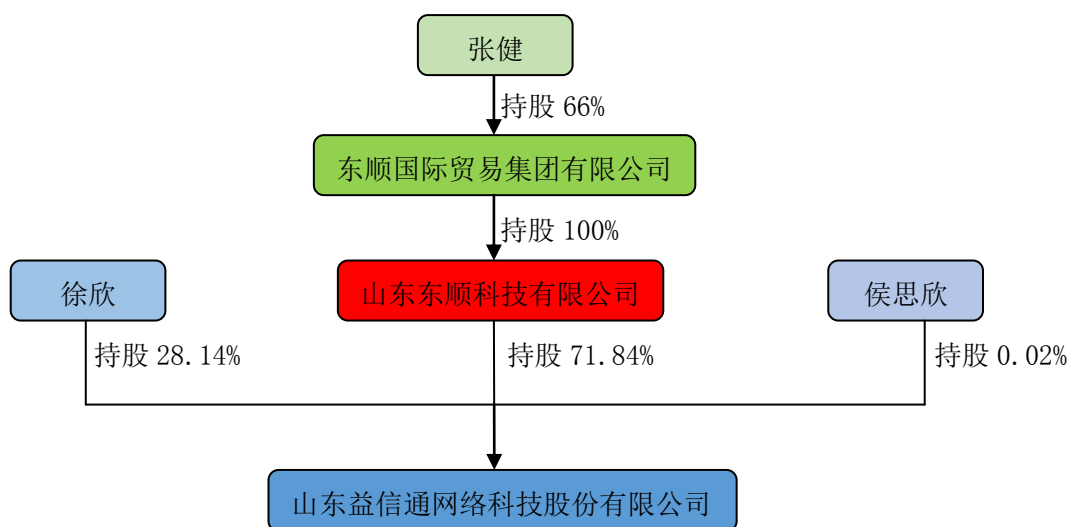 张健
持股 66%
东顺国际贸易集团有限公司
持股 100%
徐欣
山东东顺科技有限公司
侯思欣
持股 28.14%
持股 71.84%
持股 0.02%
山东益信通网络科技股份有限公司